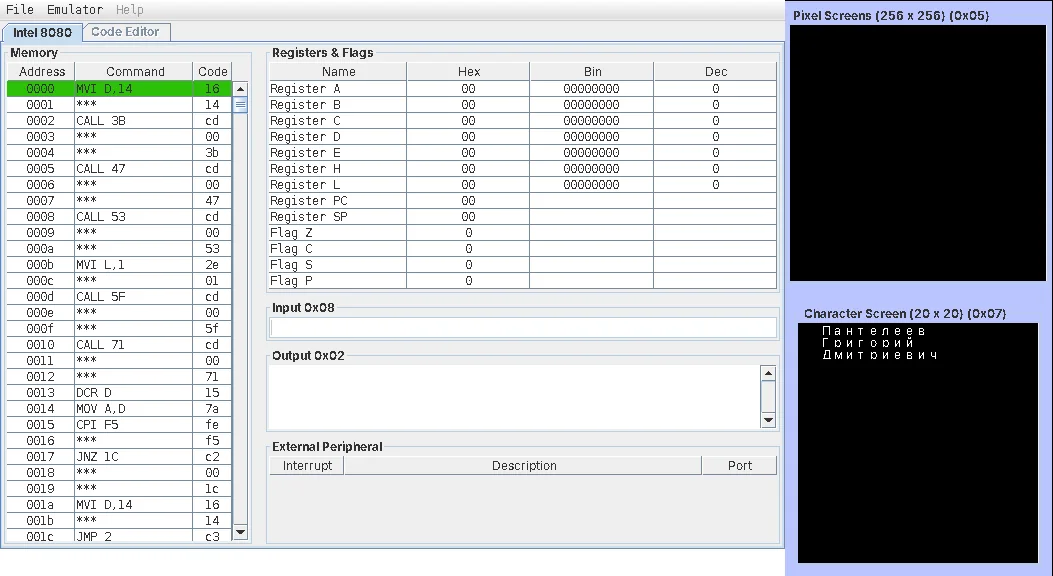 File Emulator Help
Intel 8080 Code Editor
Memory
Address Command Code
0000 MVI D,14 16
0001 *** 14
0002 CALL 3B cd
0003 *** 00
0004 *** 3b
0005 CALL 47 cd
0006 *** 00
0007 *** 47
0008 CALL 53 cd
0009 *** 00
000a *** 53
000b MVI L,1 2e
000c *** 01
000d CALL 5F cd
000e *** 00
000f *** 5f
0010 CALL 71 cd
0011 *** 00
0012 *** 71
0013 DCR D 15
0014 MOV A,D 7a
0015 CPI F5 fe
0016 *** f5
0017 JNZ 1C c2
0018 *** 00
0019 *** 1c
001a MVI D,14 16
001b *** 14
001c JMP 2 c3
Registers & Flags
Name Hex Bin Dec
Register A 00 00000000 0
Register B 00 00000000 0
Register C 00 00000000 0
Register D 00 00000000 0
Register E 00 00000000 0
Register H 00 00000000 0
Register L 00 00000000 0
Register PC 00
Register SP 00
Flag Z 0
Flag C 0
Flag S 0
Flag P 0
Input 0x08
Output 0x02
External Peripheral
Interrupt Description Port
Pixel Screens (256 x 256) (0x05)
Character Screen (20 x 20) (0x07)
Пантелеев
Григорий
Дмитриевич